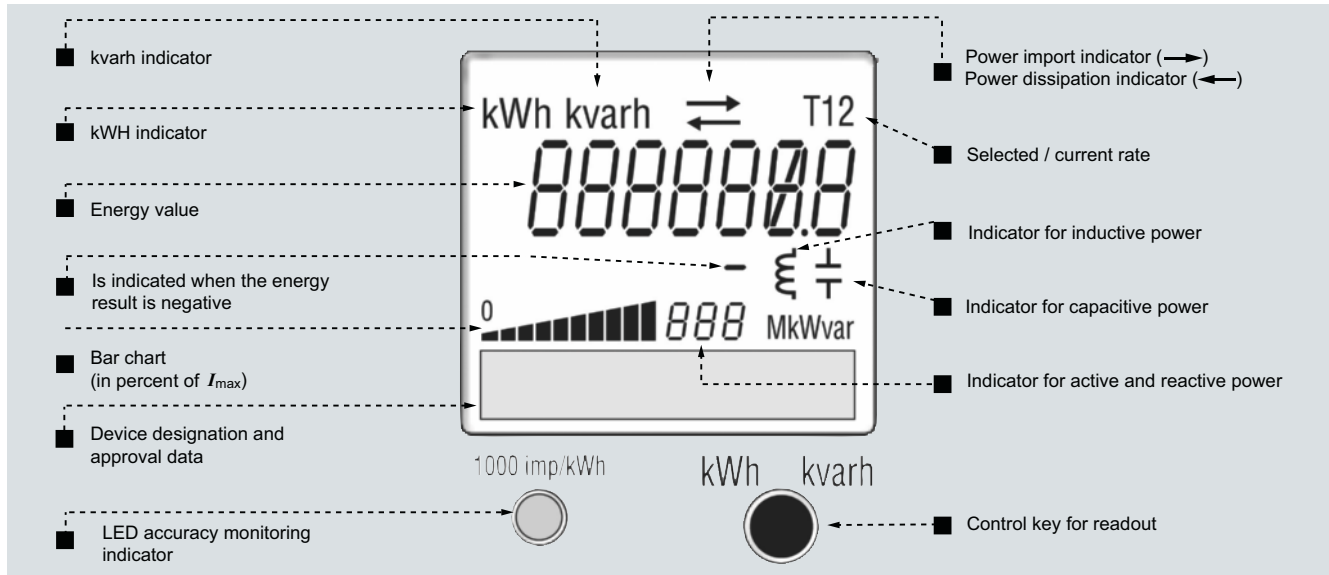 kvarh indicator
kWH indicator
Energy value
Is indicated when the energy
result is negative
Bar chart
(in percent of Imax)
Device designation and
approval data
LED accuracy monitoring
indicator
kWh kvarh T12
888888.8
0
888 MkWvar
1000 imp/kWh
kWh kvarh
Power import indicator (→)
Power dissipation indicator (←)
Selected / current rate
Indicator for inductive power
Indicator for capacitive power
Indicator for active and reactive power
Control key for readout